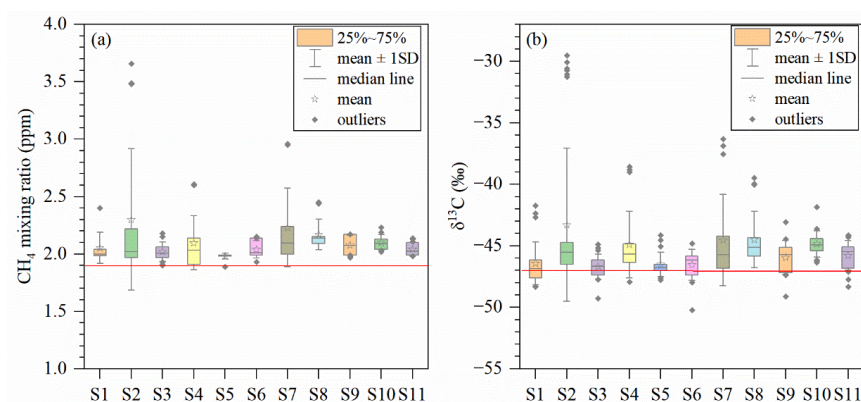 (a)
25%~75%
mean ± 1SD
median line
mean
outliers
CH4 mixing ratio (ppm)
4.0
3.5
3.0
2.5
2.0
1.5
1.0
S1 S2 S3 S4 S5 S6 S7 S8 S9 S10 S11
(b)
25%~75%
mean ± 1SD
median line
mean
outliers
δ13C (‰)
−30
−35
−40
−45
−50
−55
S1 S2 S3 S4 S5 S6 S7 S8 S9 S10 S11